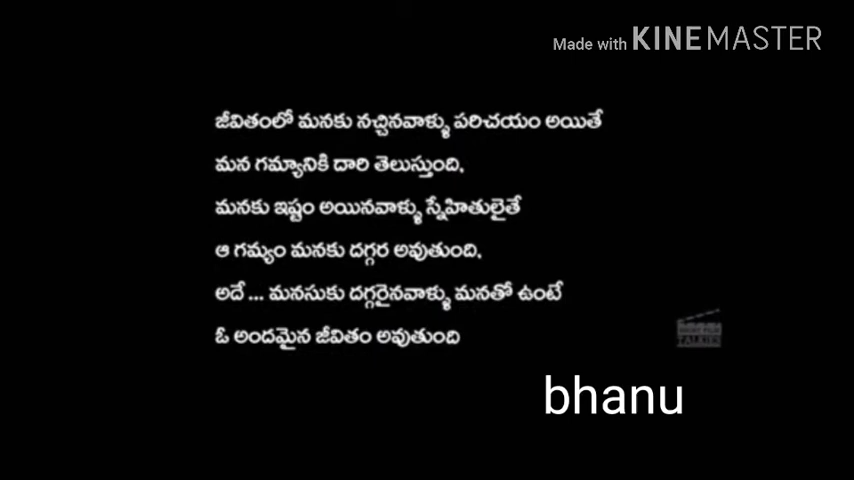 Made with KINEMASTER
జీవితంలో మనకు నచ్చినవాళ్ళు పరిచయం అయితే
మన గమ్యానికి దారి తెలుస్తుంది,
మనకు ఇష్టం అయినవాళ్ళు స్నేహితులైతే
ఆ గమ్యం మనకు దగ్గర అవుతుంది.
అదే... మనసుకు దగ్గరైనవాళ్ళు మనతో ఉంటే
ఓ అందమైన జీవితం అవుతుంది
TALKIES
bhanu